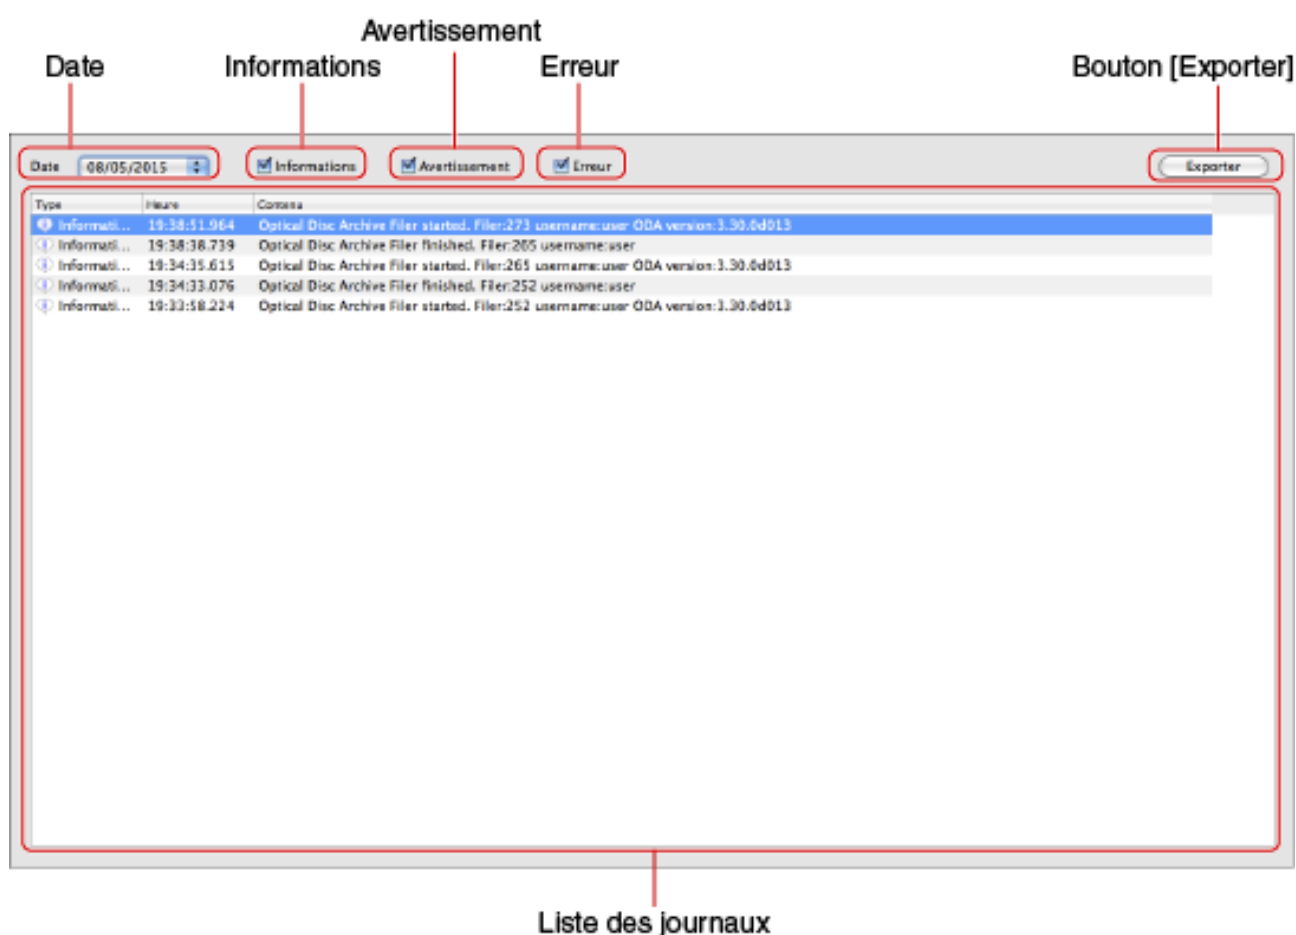 Avertissement
Date Informations Erreur Bouton [Exporter]
Date 08/05/2015 Informations Avertissement Erreur Exporter
Type Heure Contenu
Informati... 19:38:51.964 Optical Disc Archive Filer started. Filer:273 username:user ODA version:3.30.0d013
Informati... 19:38:38.739 Optical Disc Archive Filer finished. Filer:265 username:user
Informati... 19:34:35.615 Optical Disc Archive Filer started. Filer:265 username:user ODA version:3.30.0d013
Informati... 19:34:33.076 Optical Disc Archive Filer finished. Filer:252 username:user
Informati... 19:33:58.224 Optical Disc Archive Filer started. Filer:252 username:user ODA version:3.30.0d013
Liste des journaux